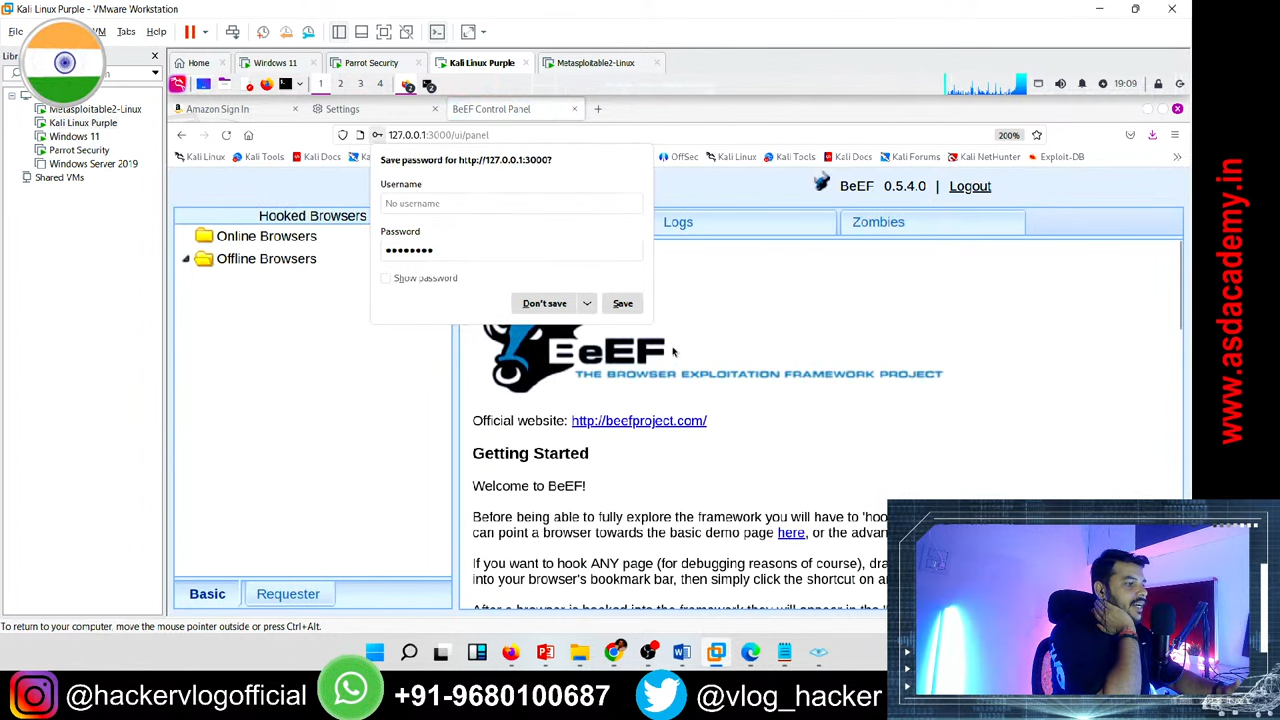 Kali Linux Purple - VMware Workstation
File
VM
Tabs
Help
Home
Windows 11
Parrot Security
Kali Linux Purple
Metasploitable2-Linux
Metasploitable2-Linux
Kali Linux Purple
Windows 11
Parrot Security
Windows Server 2019
Shared VMs
1
2
3
4
19:09
Amazon Sign In
Settings
BeEF Control Panel
127.0.0.1:3000/ui/panel
200%
Kali Linux
Kali Tools
Kali Docs
OffSec
Kali Linux
Kali Tools
Kali Docs
Kali Forums
Kali NetHunter
Exploit-DB
Save password for http://127.0.0.1:3000?
Username
No username
Password
Show password
Don't save
Save
BeEF 0.5.4.0 | Logout
Hooked Browsers
Online Browsers
Offline Browsers
Logs
Zombies
BeEF
THE BROWSER EXPLOITATION FRAMEWORK PROJECT
Official website: http://beefproject.com/
Getting Started
Welcome to BeEF!
Before being able to fully explore the framework you will have to 'hoo
can point a browser towards the basic demo page here, or the advan
If you want to hook ANY page (for debugging reasons of course), dra
into your browser's bookmark bar, then simply click the shortcut on a
Basic
Requester
To return to your computer, move the mouse pointer outside or press Ctrl+Alt.
www.asdacademy.in
@hackervlogofficial
+91-9680100687
@vlog_hacker